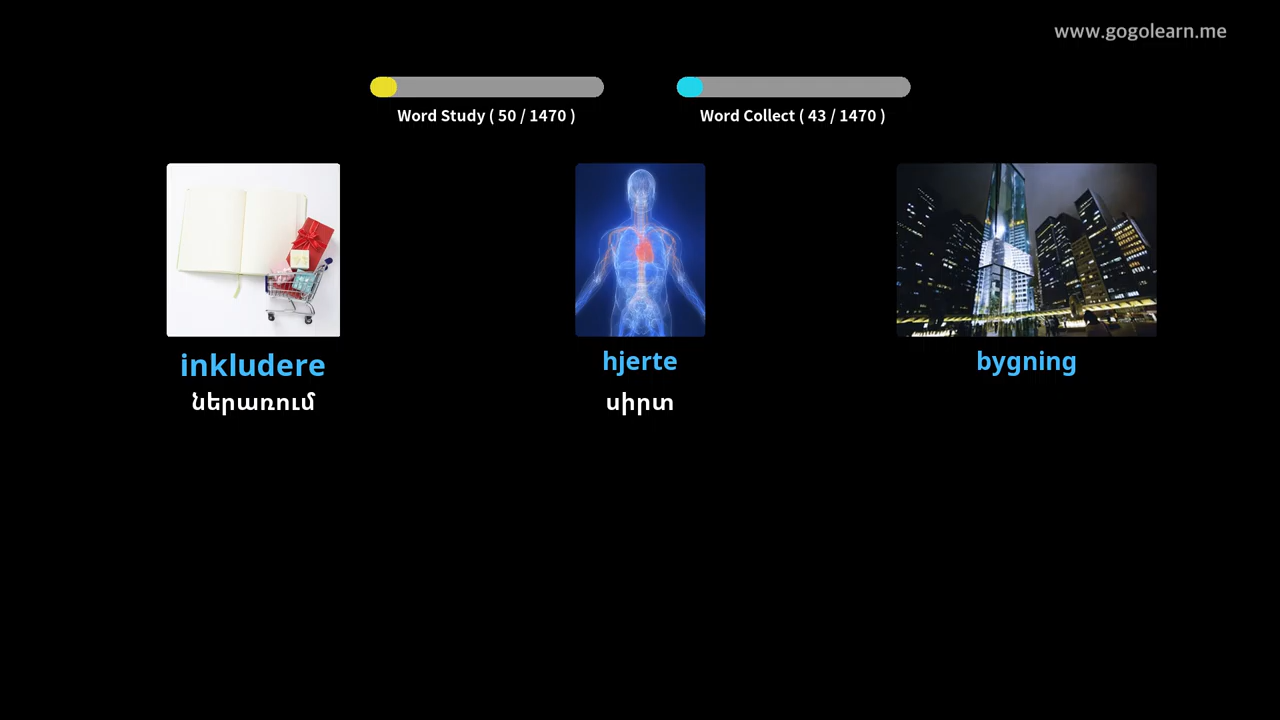 www.gogolearn.me
Word Study ( 50 / 1470 )
Word Collect ( 43 / 1470 )
inkludere
ներառում
hjerte
սիրտ
bygning